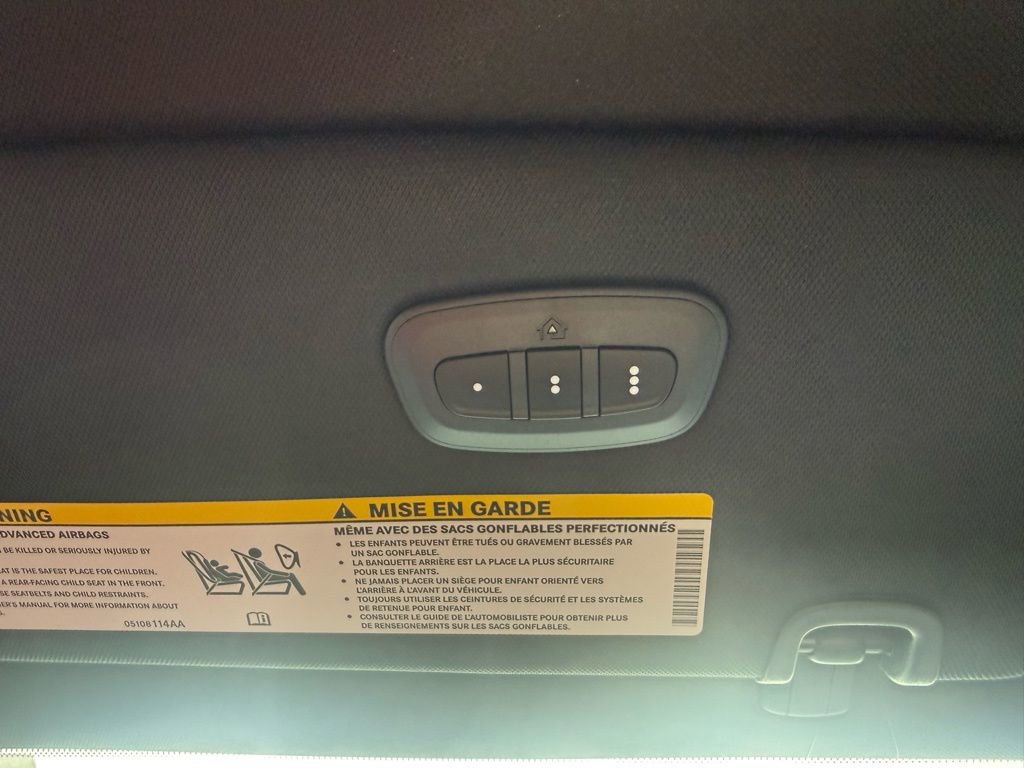 NING
DVANCED AIRBAGS
BE KILLED OR SERIOUSLY INJURED BY
AT IS THE SAFEST PLACE FOR CHILDREN.
A REAR-FACING CHILD SEAT IN THE FRONT.
SE SEATBELTS AND CHILD RESTRAINTS.
ER'S MANUAL FOR MORE INFORMATION ABOUT
05108114AA
MISE EN GARDE
MÊME AVEC DES SACS GONFLABLES PERFECTIONNÉS
• LES ENFANTS PEUVENT ÊTRE TUÉS OU GRAVEMENT BLESSÉS PAR
UN SAC GONFLABLE.
• LA BANQUETTE ARRIÈRE EST LA PLACE LA PLUS SÉCURITAIRE
POUR LES ENFANTS.
• NE JAMAIS PLACER UN SIÈGE POUR ENFANT ORIENTÉ VERS
L'ARRIÈRE À L'AVANT DU VÉHICULE.
• TOUJOURS UTILISER LES CEINTURES DE SÉCURITÉ ET LES SYSTÈMES
DE RETENUE POUR ENFANT.
• CONSULTER LE GUIDE DE L'AUTOMOBILISTE POUR OBTENIR PLUS
DE RENSEIGNEMENTS SUR LES SACS GONFLABLES.